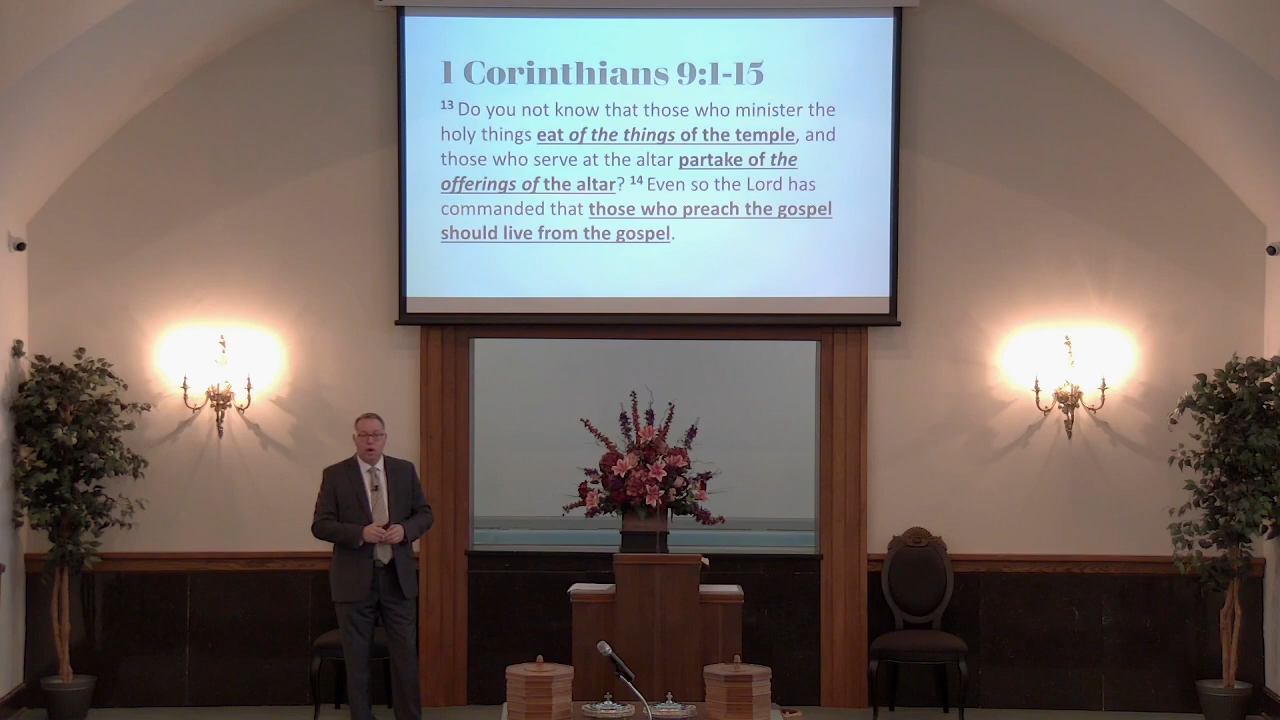 1 Corinthians 9:1-15
13 Do you not know that those who minister the
holy things eat of the things of the temple, and
those who serve at the altar partake of the
offerings of the altar? 14 Even so the Lord has
commanded that those who preach the gospel
should live from the gospel.